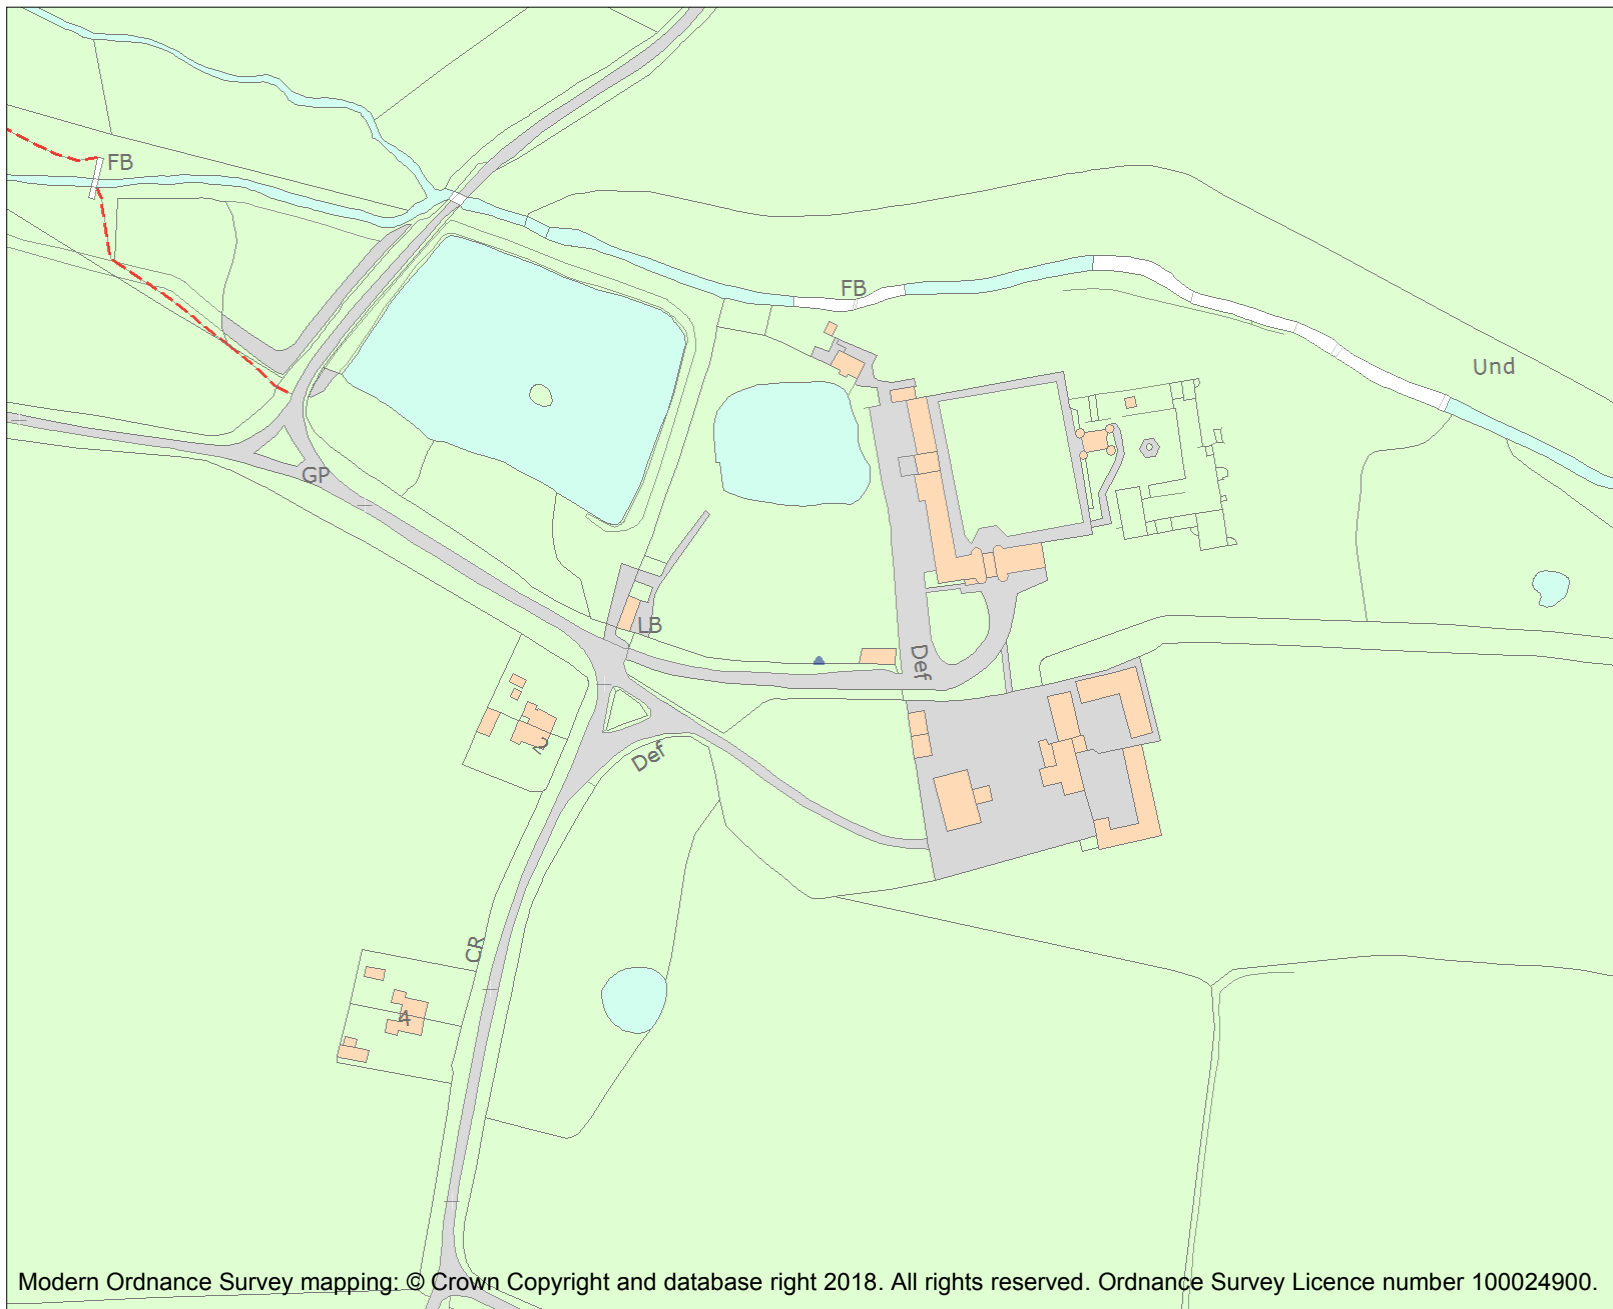 FB
FB
Und
GP
LB
Def
2
Def
CR
4
Modern Ordnance Survey mapping: © Crown Copyright and database right 2018. All rights reserved. Ordnance Survey Licence number 100024900.